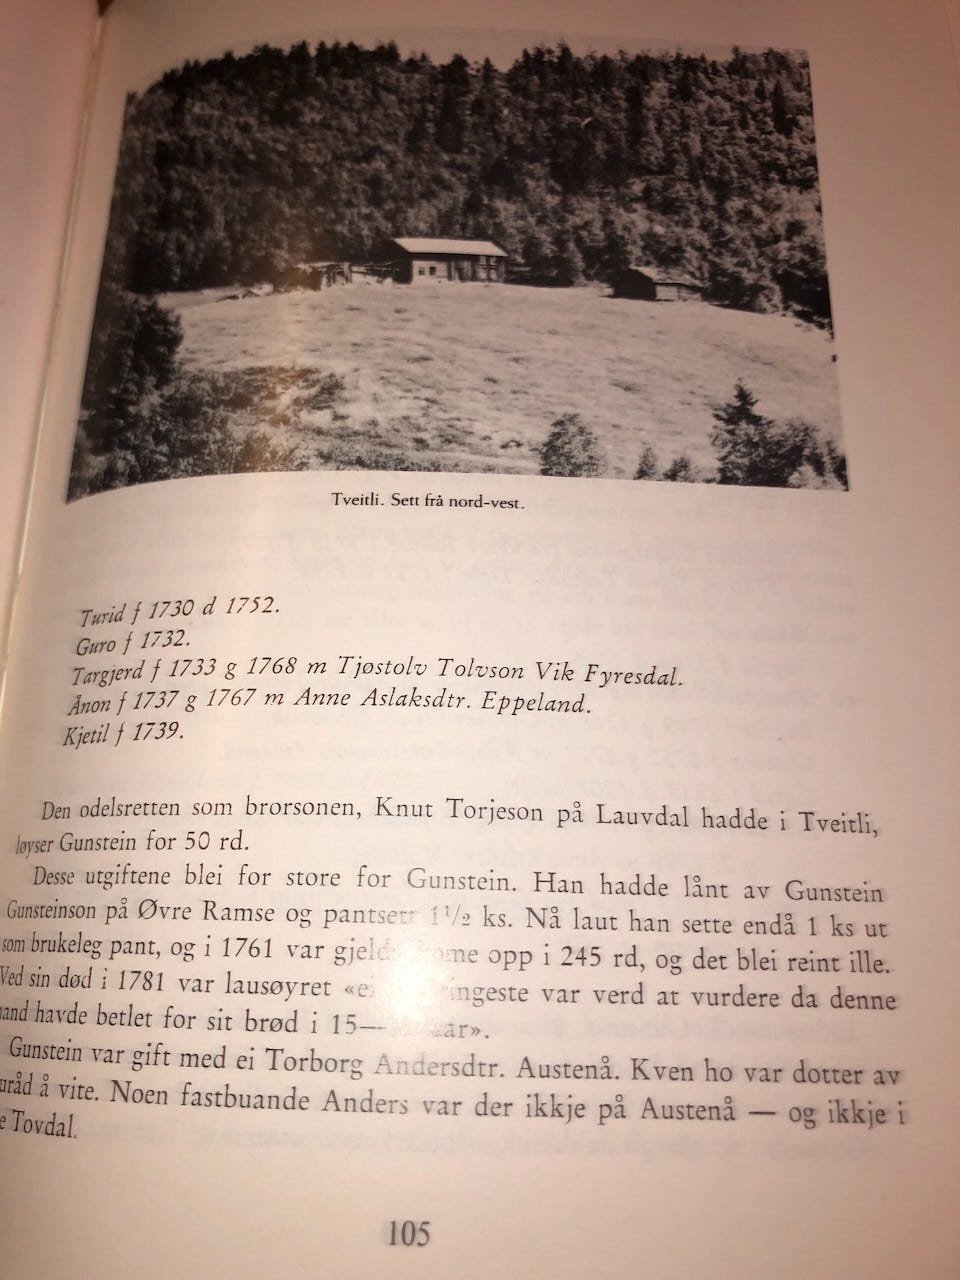 Tveitli. Sett frå nord-vest.
Turid f 1730 d 1752.
Guro f 1732.
Targjerd f 1733 g 1768 m Tjøstolv Tolvson Vik Fyresdal.
Ånon f 1737 g 1767 m Anne Aslaksdtr. Eppeland.
Kjetil f 1739.
Den odelsretten som brorsonen, Knut Torjeson på Lauvdal hadde i Tveitli,
løyser Gunstein for 50 rd.
Desse utgiftene blei for store for Gunstein. Han hadde lånt av Gunstein
Gunsteinson på Øvre Ramse og pantsett 1½ ks. Nå laut han sette endå 1 ks ut
som brukeleg pant, og i 1761 var opp i 245 rd, og det blei reint ille.
Ved sin død i 1781 var lausøyret var verd at vurdere da denne
mand havde betlet for sit brød i
Gunstein var gift med ei Torborg Andersdtr. Austenå. Kven ho var dotter av
uråd å vite. Noen fastbuande Anders var der ikkje på Austenå — og ikkje i
Tovdal.
105